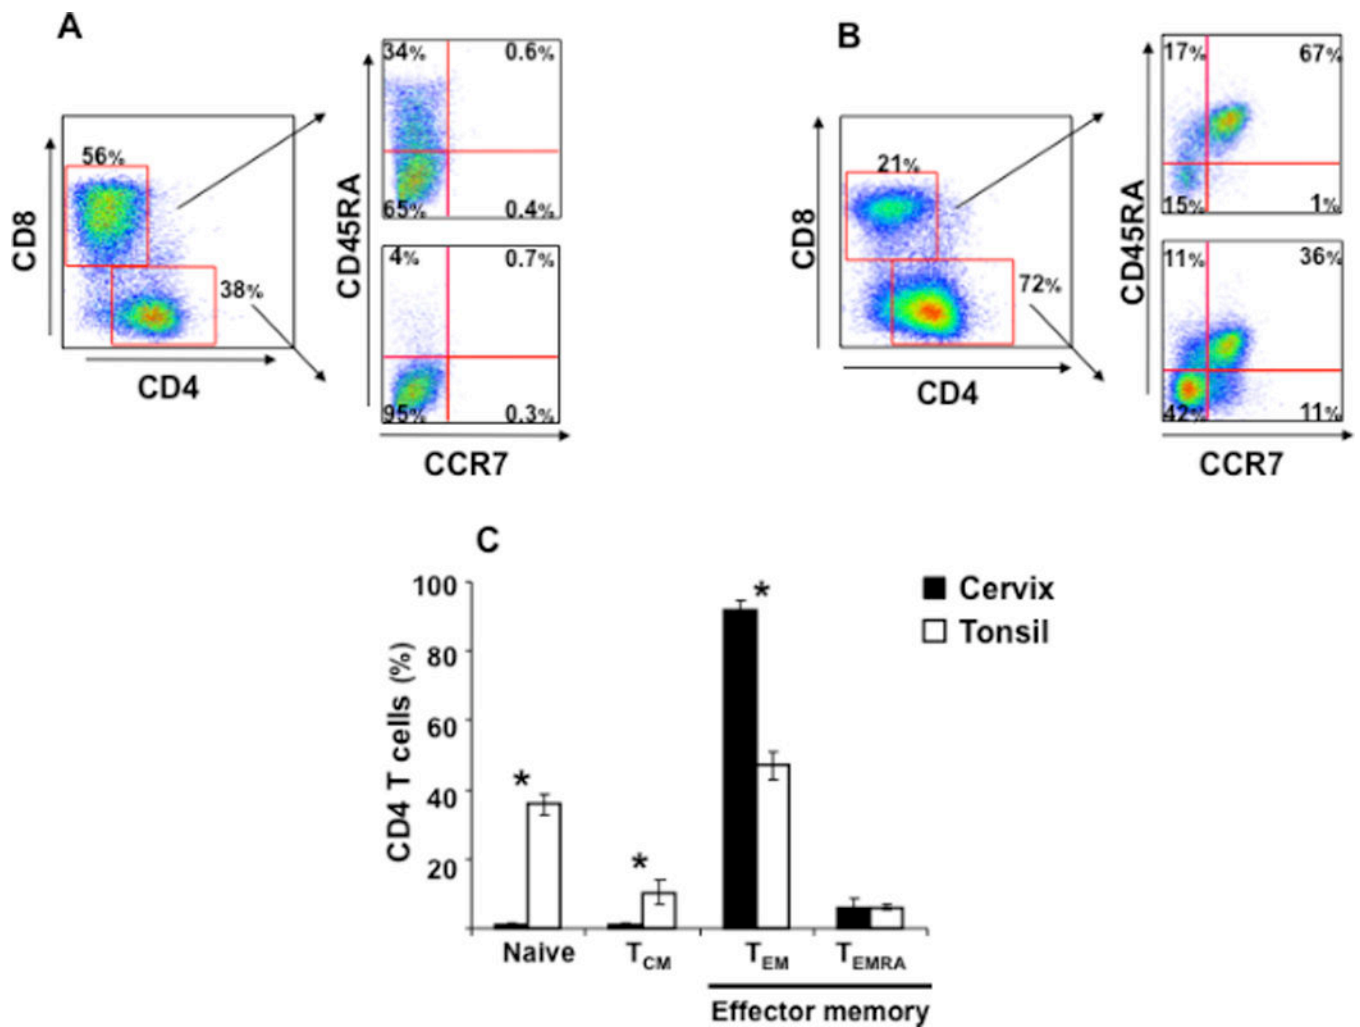 A
CD8
CD4
56%
38%
34%
0.6%
65%
0.4%
4%
0.7%
95%
0.3%
CD45RA
CCR7
B
CD8
CD4
21%
72%
17%
67%
15%
1%
11%
36%
42%
11%
CD45RA
CCR7
C
CD4 T cells (%)
100
80
60
40
20
*
*
*
Naive
TCM
TEM
TEMRA
Effector memory
Cervix
Tonsil